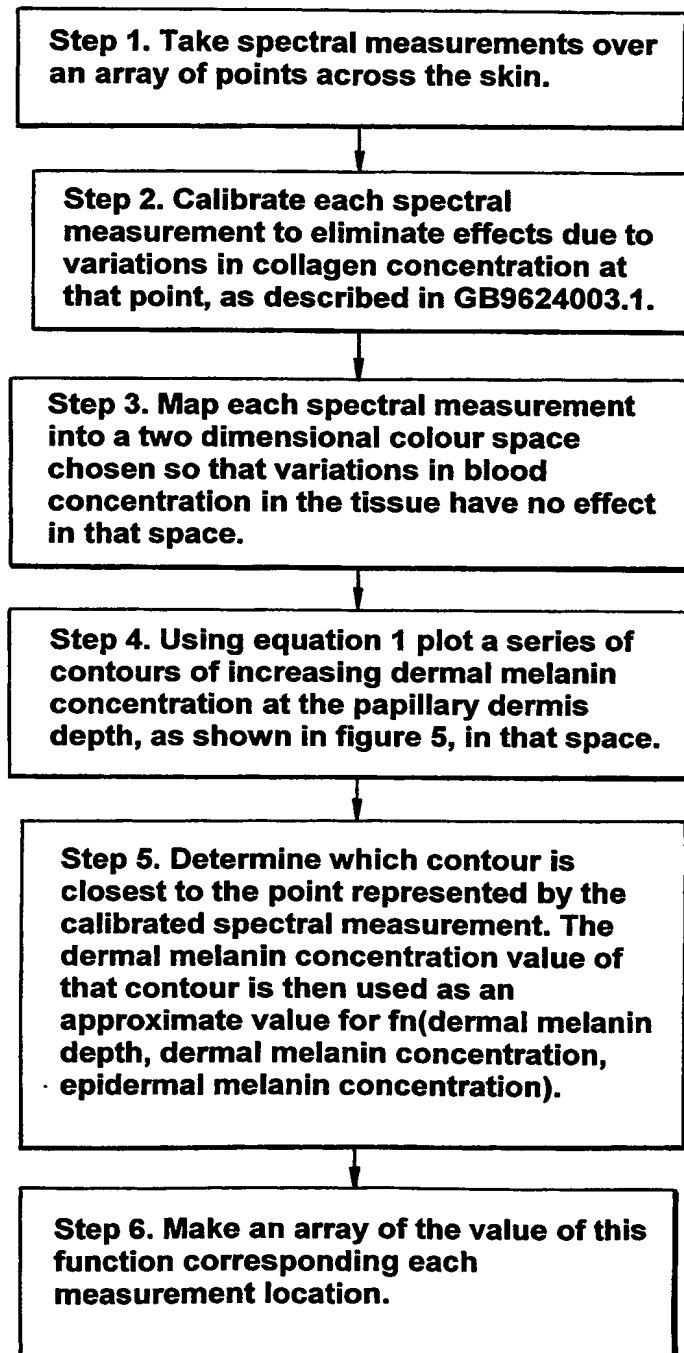 Step 1. Take spectral measurements over
an array of points across the skin.
Step 2. Calibrate each spectral
measurement to eliminate effects due to
variations in collagen concentration at
that point, as described in GB9624003.1.
Step 3. Map each spectral measurement
into a two dimensional colour space
chosen so that variations in blood
concentration in the tissue have no effect
in that space.
Step 4. Using equation 1 plot a series of
contours of increasing dermal melanin
concentration at the papillary dermis
depth, as shown in figure 5, in that space.
Step 5. Determine which contour is
closest to the point represented by the
calibrated spectral measurement. The
dermal melanin concentration value of
that contour is then used as an
approximate value for fn(dermal melanin
depth, dermal melanin concentration,
epidermal melanin concentration).
Step 6. Make an array of the value of this
function corresponding each
measurement location.